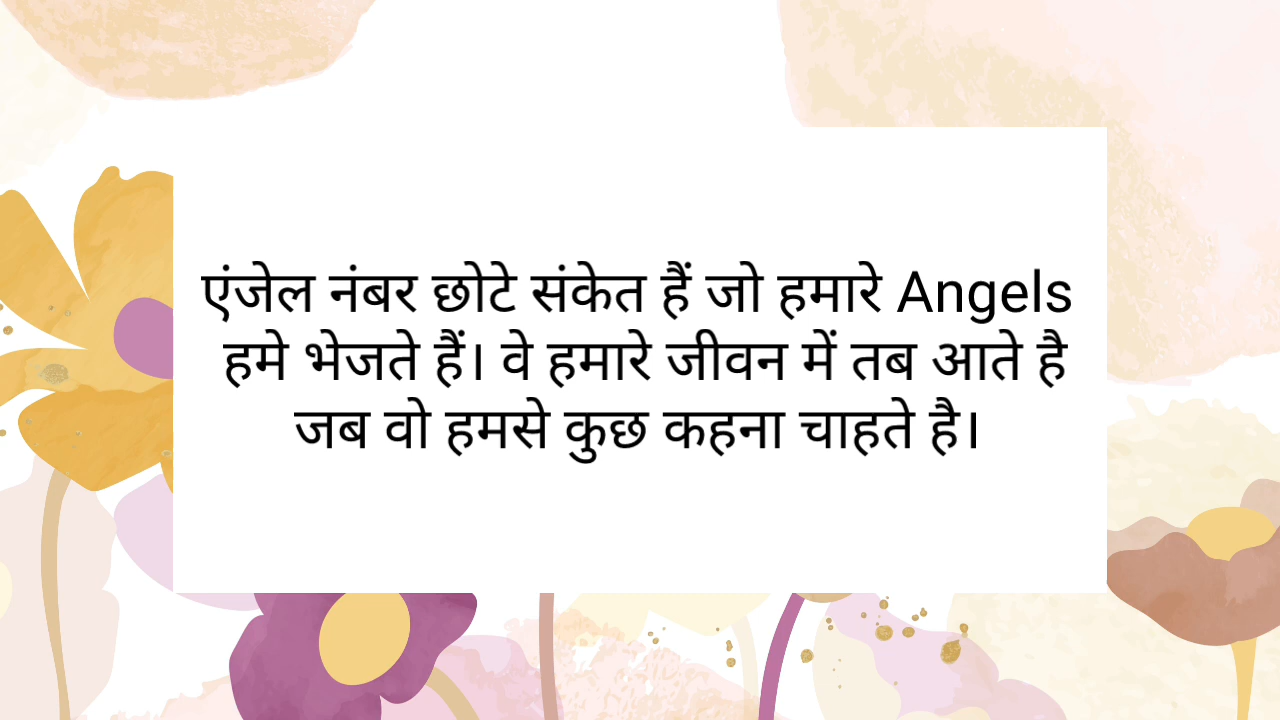 एंजेल नंबर छोटे संकेत हैं जो हमारे Angels
हमे भेजते हैं। वे हमारे जीवन में तब आते है
जब वो हमसे कुछ कहना चाहते है।